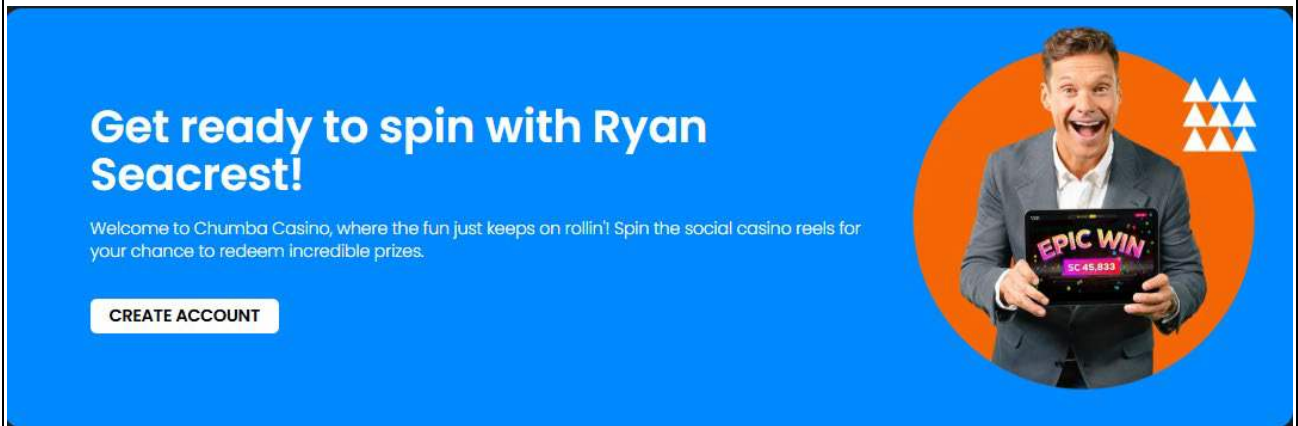 Get ready to spin with Ryan
Seacrest!
Welcome to Chumba Casino, where the fun just keeps on rollin'! Spin the social casino reels for
your chance to redeem incredible prizes.
CREATE ACCOUNT
EPIC WIN
SC 45,833